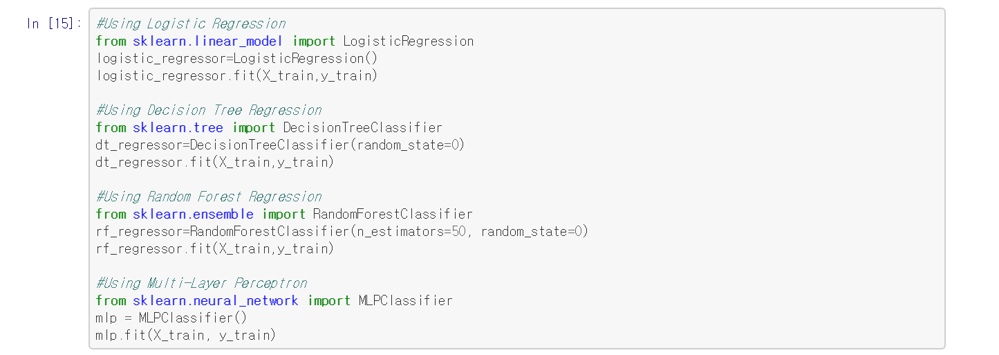 In [15]:
#Using Logistic Regression
from sklearn.linear_model import LogisticRegression
logistic_regressor=LogisticRegression()
logistic_regressor.fit(X_train,y_train)
#Using Decision Tree Regression
from sklearn.tree import DecisionTreeClassifier
dt_regressor=DecisionTreeClassifier(random_state=0)
dt_regressor.fit(X_train,y_train)
#Using Random Forest Regression
from sklearn.ensemble import RandomForestClassifier
rf_regressor=RandomForestClassifier(n_estimators=50, random_state=0)
rf_regressor.fit(X_train,y_train)
#Using Multi-Layer Perceptron
from sklearn.neural_network import MLPClassifier
mlp = MLPClassifier()
mlp.fit(X_train, y_train)